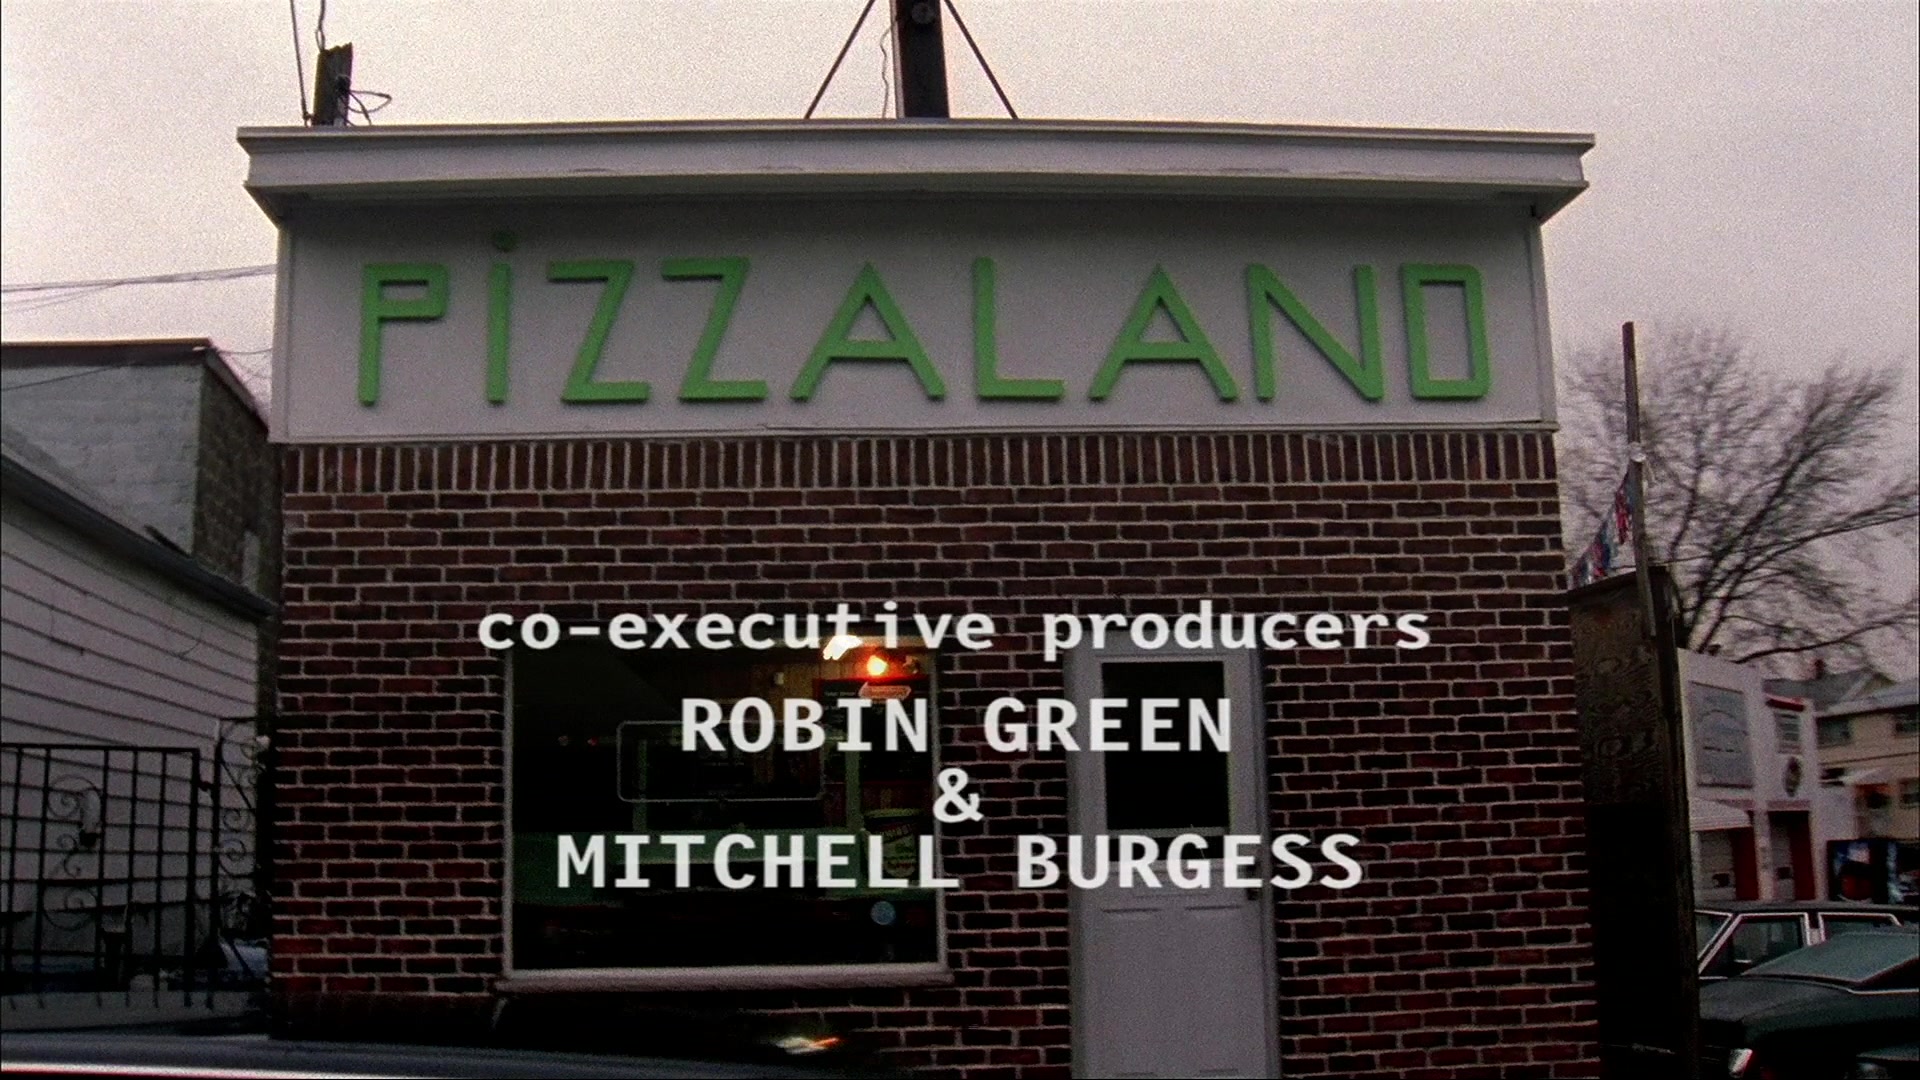 PiZZALAND
co-executive producers
ROBIN GREEN
&
MITCHELL BURGESS